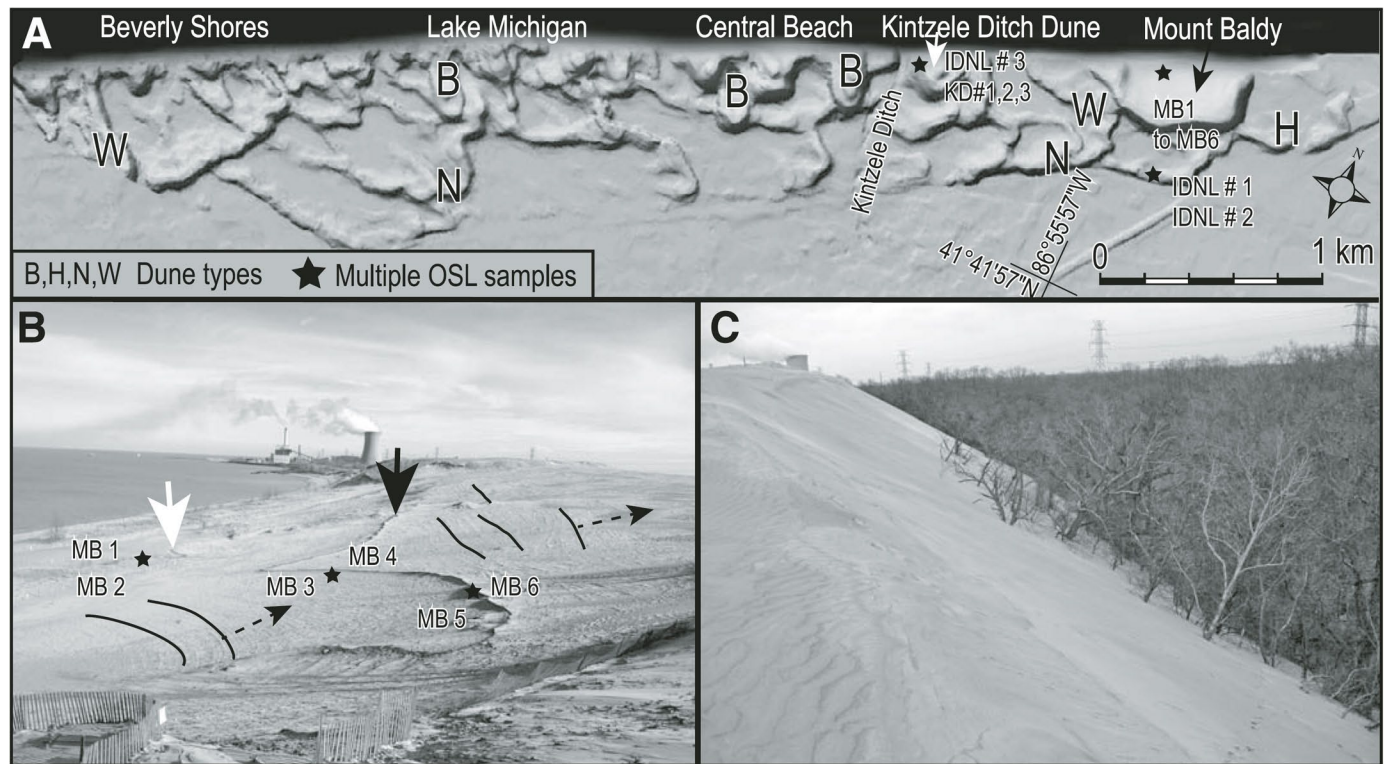 A
Beverly Shores
Lake Michigan
Central Beach
Kintzele Ditch Dune
Mount Baldy
B
B
B
IDNL # 3
KD#1,2,3
W
W
MB1
to MB6
H
N
N
Kintzele Ditch
IDNL # 1
IDNL # 2
N
41°41'57"N
86°55'57"W
0
1 km
B,H,N,W Dune types
Multiple OSL samples
B
MB 1
MB 2
MB 3
MB 4
MB 5
MB 6
C